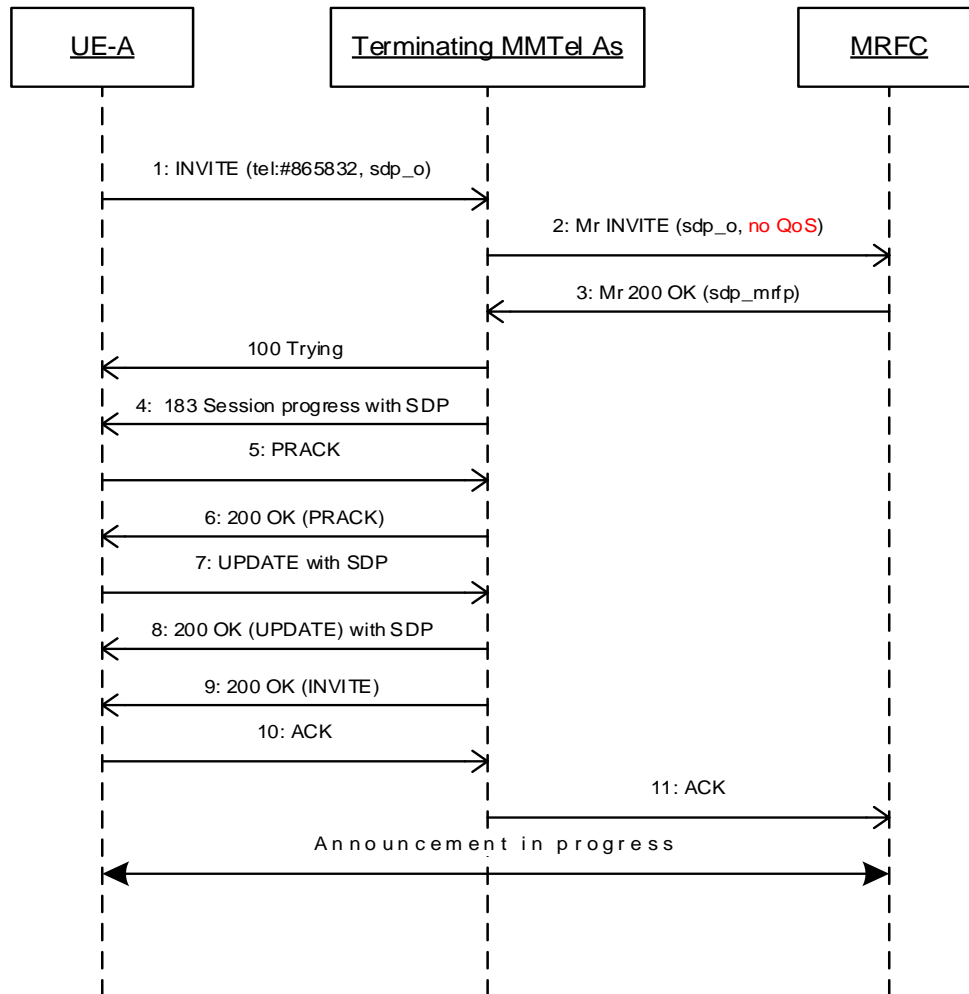 UE-A
Terminating MMTel As
MRFC
1: INVITE (tel:#865832, sdp_o)
2: Mr INVITE (sdp_o, no QoS)
3: Mr 200 OK (sdp_mrfp)
100 Trying
4: 183 Session progress with SDP
5: PRACK
6: 200 OK (PRACK)
7: UPDATE with SDP
8: 200 OK (UPDATE) with SDP
9: 200 OK (INVITE)
10: ACK
11: ACK
Announcement in progress